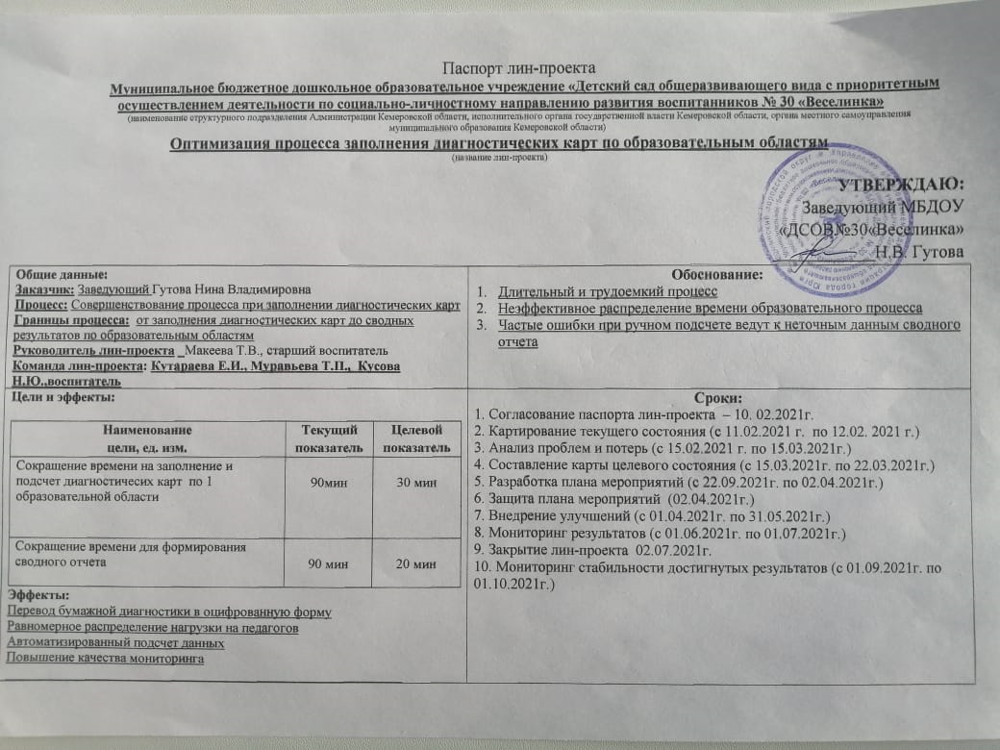 Паспорт лин-проекта
Муниципальное бюджетное дошкольное образовательное учреждение «Детский сад общеразвивающего вида с приоритетным
осуществлением деятельности по социально-личностному направлению развития воспитанников № 30 «Веселинка»
(наименование структурного подразделения Администрации Кемеровской области, исполнительного органа государственной власти Кемеровской области, органа местного самоуправления
муниципального образования Кемеровской области)
Оптимизация процесса заполнения диагностических карт по образовательным областям
(название лин-проекта)
УТВЕРЖДАЮ:
Заведующий МБДОУ
«ДСОВ№30«Веселинка»
Н.В. Гутова
Общие данные:
Заказчик: Заведующий Гутова Нина Владимировна
Процесс: Совершенствование процесса при заполнении диагностических карт
Границы процесса: от заполнения диагностических карт до сводных
результатов по образовательным областям
Руководитель лин-проекта _Макеева Т.В., старший воспитатель
Команда лин-проекта: Кутараева Е.И., Муравьева Т.П., Кусова
Н.Ю.,воспитатель
Обоснование:
1. Длительный и трудоемкий процесс
2. Неэффективное распределение времени образовательного процесса
3. Частые ошибки при ручном подсчете ведут к неточным данным сводного
отчета
Цели и эффекты:
Наименование
цели, ед. изм.
Текущий
показатель
Целевой
показатель
Сокращение времени на заполнение и
подсчет диагностичесих карт по 1
образовательной области
90мин
30 мин
Сокращение времени для формирования
сводного отчета
90 мин
20 мин
Эффекты:
Перевод бумажной диагностики в оцифрованную форму
Равномерное распределение нагрузки на педагогов
Автоматизированный подсчет данных
Повышение качества мониторинга
Сроки:
1. Согласование паспорта лин-проекта – 10. 02.2021г.
2. Картирование текущего состояния (с 11.02.2021 г. по 12.02. 2021 г.)
3. Анализ проблем и потерь (с 15.02.2021 г. по 15.03.2021г.)
4. Составление карты целевого состояния (с 15.03.2021г. по 22.03.2021г.)
5. Разработка плана мероприятий (с 22.09.2021г. по 02.04.2021г.)
6. Защита плана мероприятий (02.04.2021г.)
7. Внедрение улучшений (с 01.04.2021г. по 31.05.2021г.)
8. Мониторинг результатов (с 01.06.2021г. по 01.07.2021г.)
9. Закрытие лин-проекта 02.07.2021г.
10. Мониторинг стабильности достигнутых результатов (с 01.09.2021г. по
01.10.2021г.)